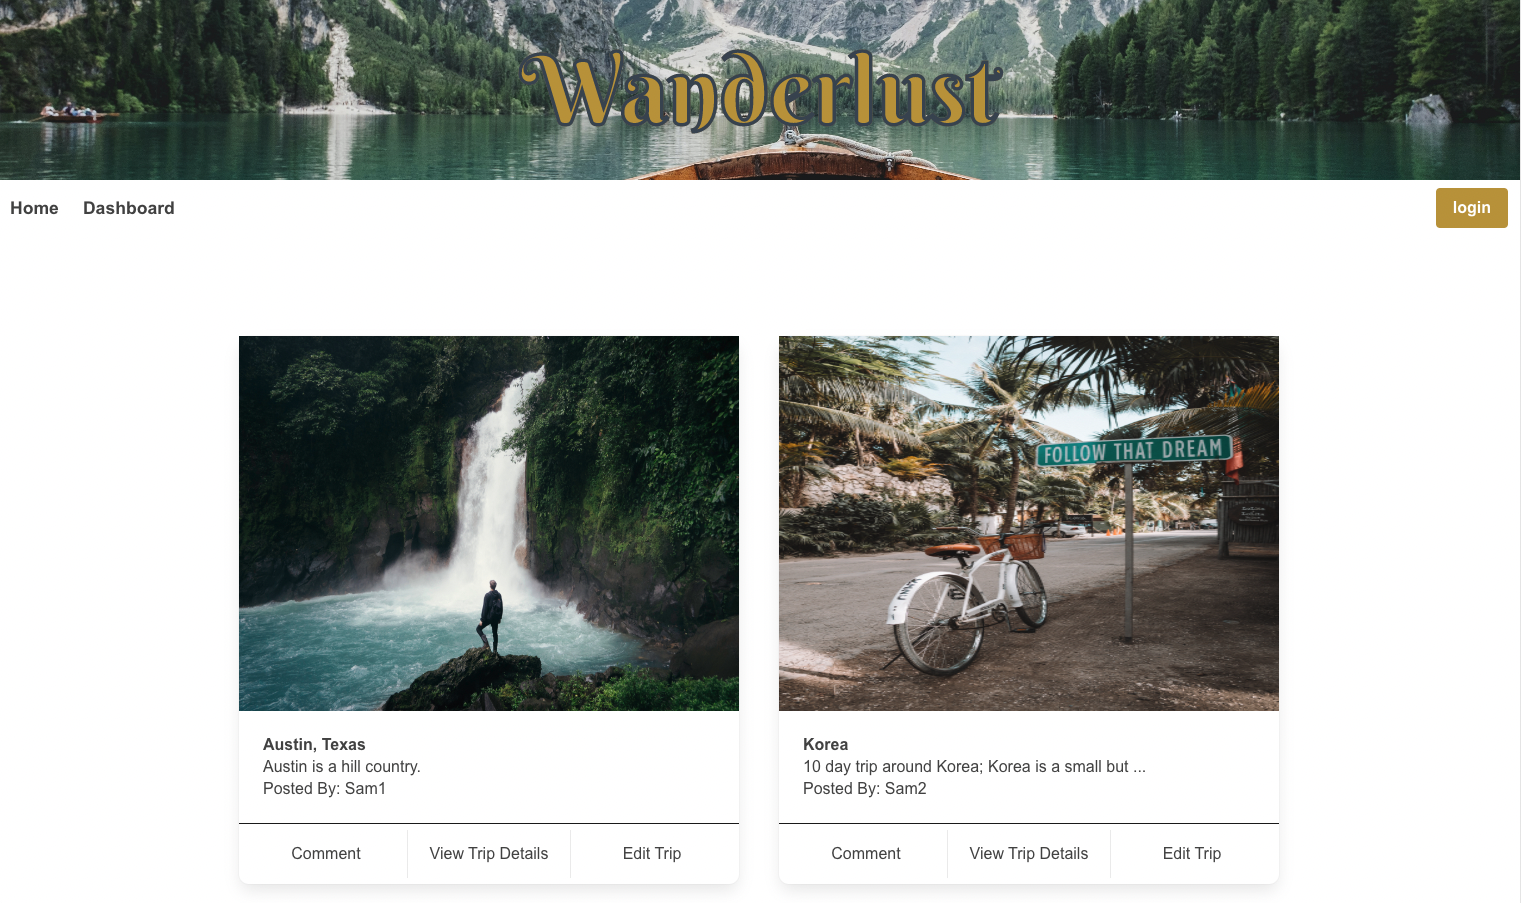 Wanderlust
Home Dashboard login
FOLLOW THAT DREAM
Austin, Texas
Austin is a hill country.
Posted By: Sam1
Comment View Trip Details Edit Trip
Korea
10 day trip around Korea; Korea is a small but ...
Posted By: Sam2
Comment View Trip Details Edit Trip